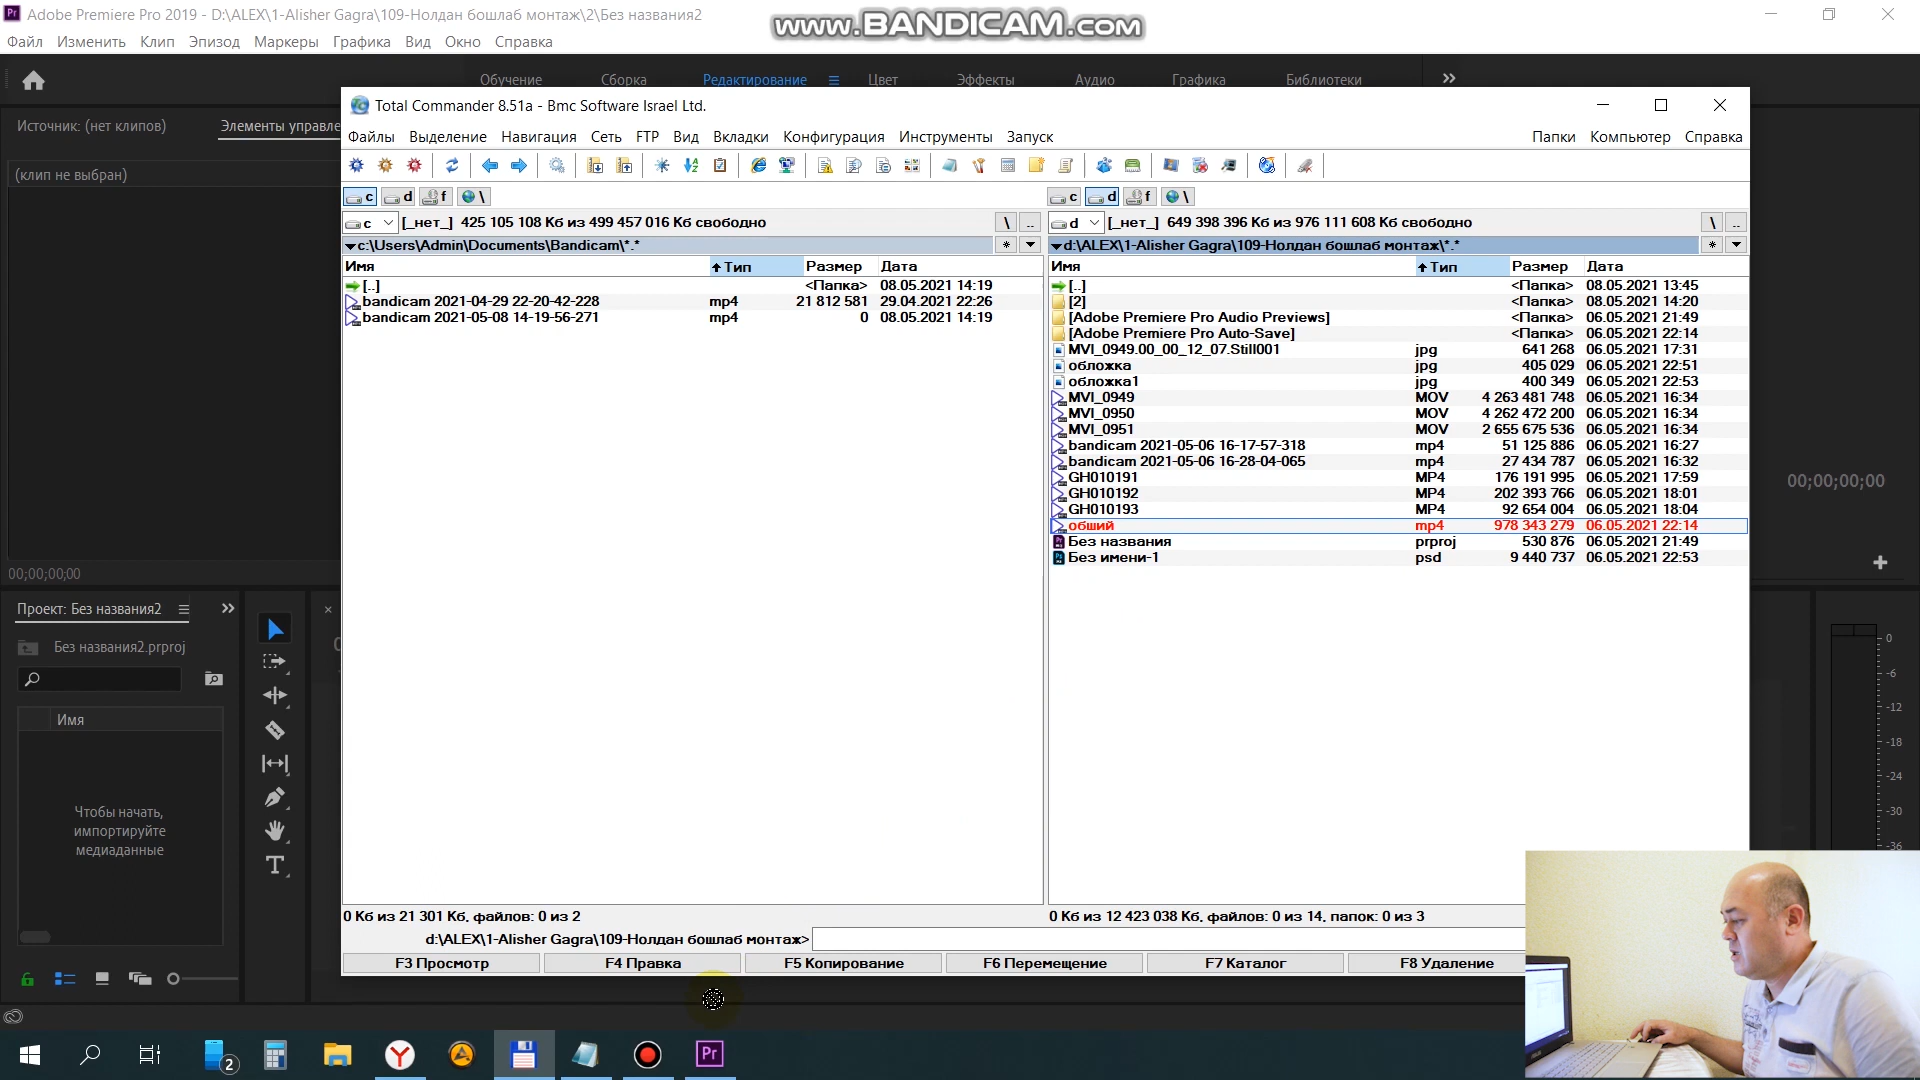 Adobe Premiere Pro 2019 - D:\ALEX\1-Alisher Gagra\109-Нолдан бошлаб монтаж\2\Без названия2
www.BANDICAM.com
Файл Изменить Клип Эпизод Маркеры Графика Вид Окно Справка
Обучение Сборка Редактирование Цвет Эффекты Аудио Графика Библиотеки
Источник: (нет клипов) Элементы управле
(клип не выбран)
Total Commander 8.51a - Bmc Software Israel Ltd.
Файлы Выделение Навигация Сеть FTP Вид Вкладки Конфигурация Инструменты Запуск Папки Компьютер Справка
c d f \ c d f \
c [_нет_] 425 105 108 Кб из 499 457 016 Кб свободно \ ..
d [_нет_] 649 398 396 Кб из 976 111 608 Кб свободно \ ..
c:\Users\Admin\Documents\Bandicam\*.* *
d:\ALEX\1-Alisher Gagra\109-Нолдан бошлаб монтаж\*.* *
Имя Тип Размер Дата
[..] <Папка> 08.05.2021 14:19
bandicam 2021-04-29 22-20-42-228 mp4 21 812 581 29.04.2021 22:26
bandicam 2021-05-08 14-19-56-271 mp4 0 08.05.2021 14:19
Имя Тип Размер Дата
[..] <Папка> 08.05.2021 13:45
[2] <Папка> 08.05.2021 14:20
[Adobe Premiere Pro Audio Previews] <Папка> 06.05.2021 21:49
[Adobe Premiere Pro Auto-Save] <Папка> 06.05.2021 22:14
MVI_0949.00_00_12_07.Still001 jpg 641 268 06.05.2021 17:31
обложка jpg 405 029 06.05.2021 22:51
обложка1 jpg 400 349 06.05.2021 22:53
MVI_0949 MOV 4 263 481 748 06.05.2021 16:34
MVI_0950 MOV 4 262 472 200 06.05.2021 16:34
MVI_0951 MOV 2 655 675 536 06.05.2021 16:34
bandicam 2021-05-06 16-17-57-318 mp4 51 125 886 06.05.2021 16:27
bandicam 2021-05-06 16-28-04-065 mp4 27 434 787 06.05.2021 16:32
GH010191 MP4 176 191 995 06.05.2021 17:59
GH010192 MP4 202 393 766 06.05.2021 18:01
GH010193 MP4 92 654 004 06.05.2021 18:04
обший mp4 978 343 279 06.05.2021 22:14
Без названия prproj 530 876 06.05.2021 21:49
Без имени-1 psd 9 440 737 06.05.2021 22:53
0 Кб из 21 301 Кб, файлов: 0 из 2
0 Кб из 12 423 038 Кб, файлов: 0 из 14, папок: 0 из 3
d:\ALEX\1-Alisher Gagra\109-Нолдан бошлаб монтаж>
F3 Просмотр F4 Правка F5 Копирование F6 Перемещение F7 Каталог F8 Удаление
00;00;00;00
00;00;00;00
Проект: Без названия2
Без названия2.prproj
Имя
Чтобы начать,
импортируйте
медиаданные
0
-6
-12
-18
-24
-30
-36
2
Pr